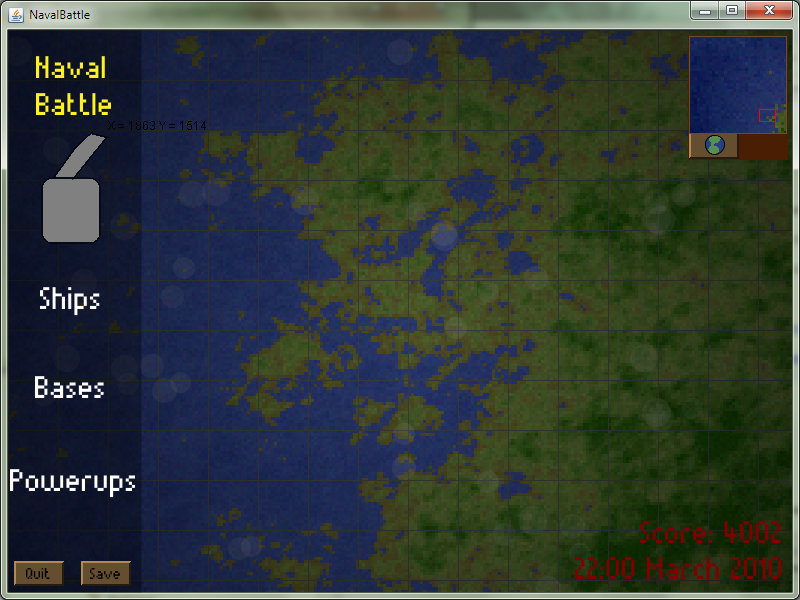 NavalBattle
Naval
Battle
X = 1863 Y = 1514
Ships
Bases
Powerups
Quit
Save
Score: 4002
22:00 March 2010